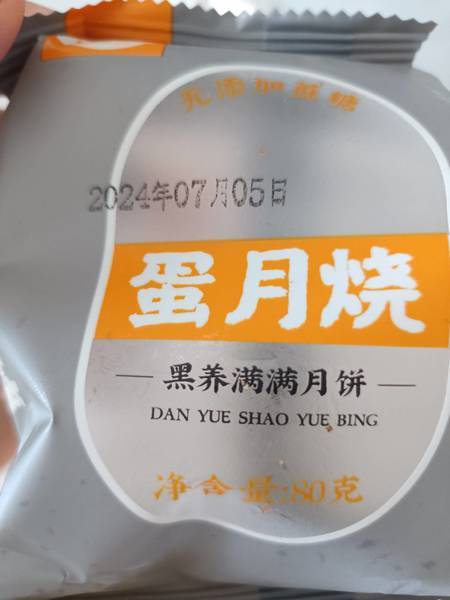 无添加蔗糖
2024年07月05日
蛋月烧
黑养满满月饼
DAN YUE SHAO YUE BING
净含量:80克